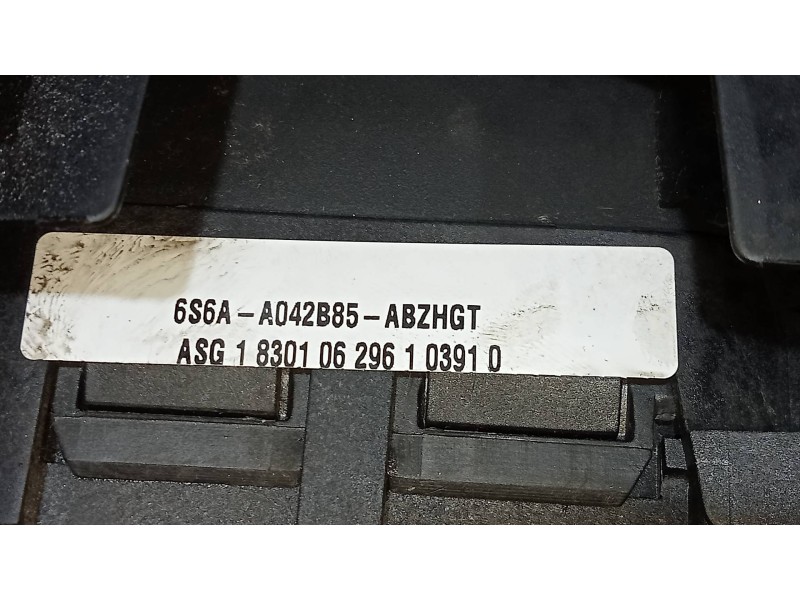 6S6A-A042B85-ABZHGT
ASG 1 8301 06 296 1 0391 0